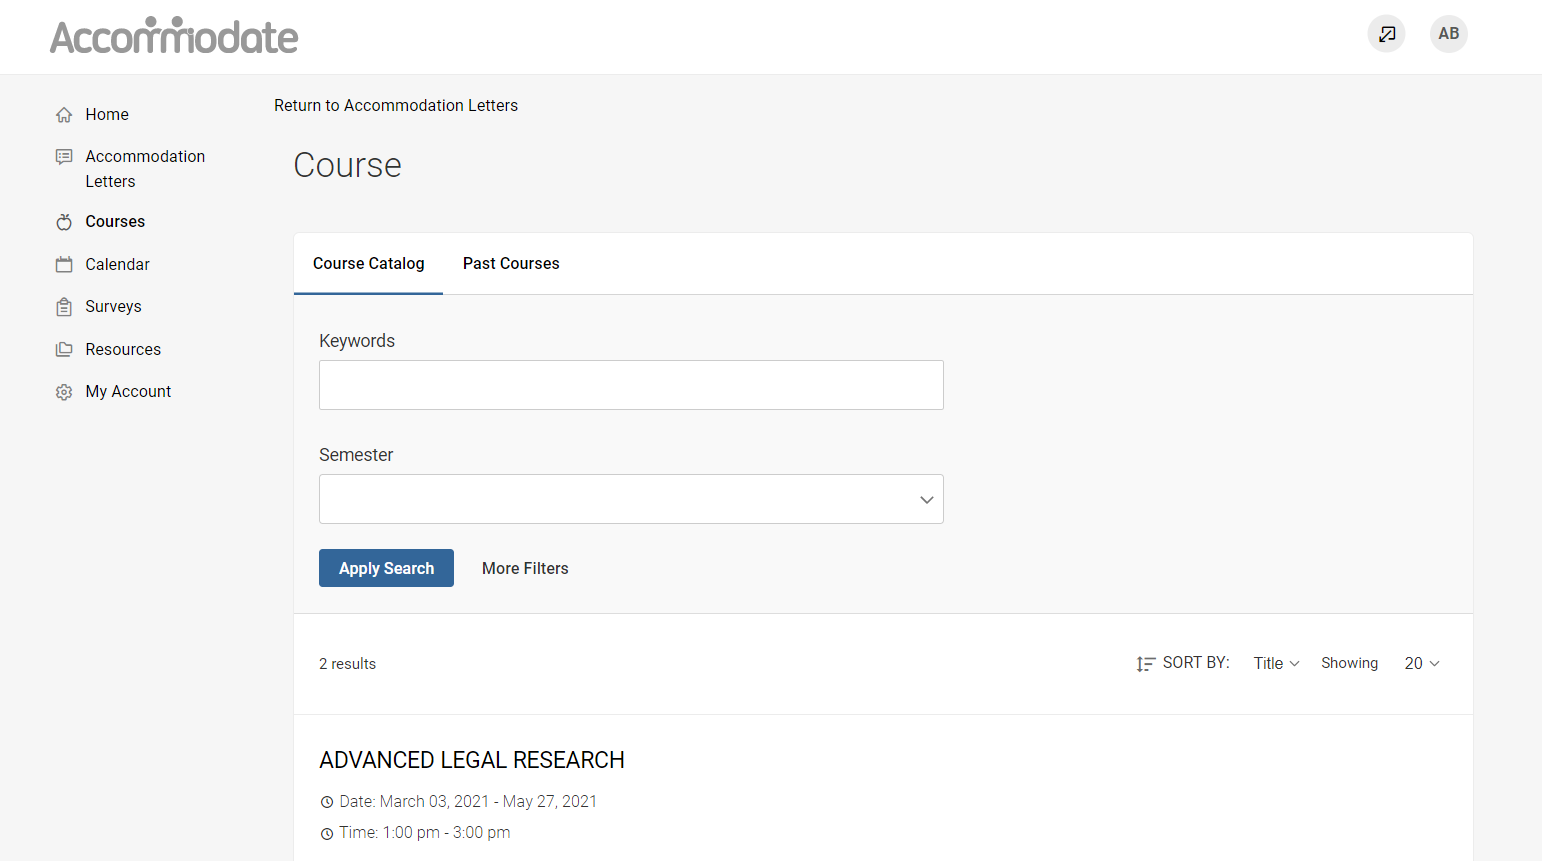 Accommodate
AB
Home
Accommodation
Letters
Courses
Calendar
Surveys
Resources
My Account
Return to Accommodation Letters
Course
Course Catalog
Past Courses
Keywords
Semester
Apply Search
More Filters
2 results
SORT BY: Title Showing 20
ADVANCED LEGAL RESEARCH
Date: March 03, 2021 - May 27, 2021
Time: 1:00 pm - 3:00 pm